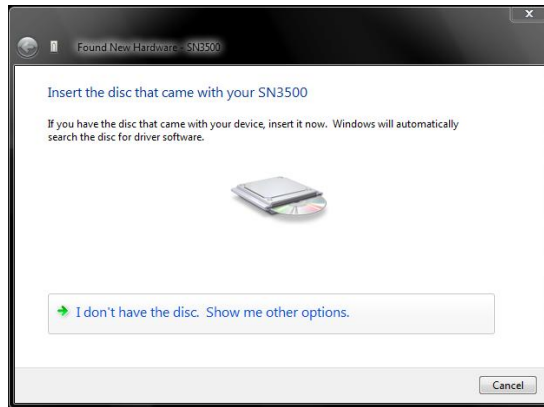 x
Found New Hardware - SN3500
Insert the disc that came with your SN3500
If you have the disc that came with your device, insert it now.  Windows will automatically
search the disc for driver software.
I don't have the disc.  Show me other options.
Cancel